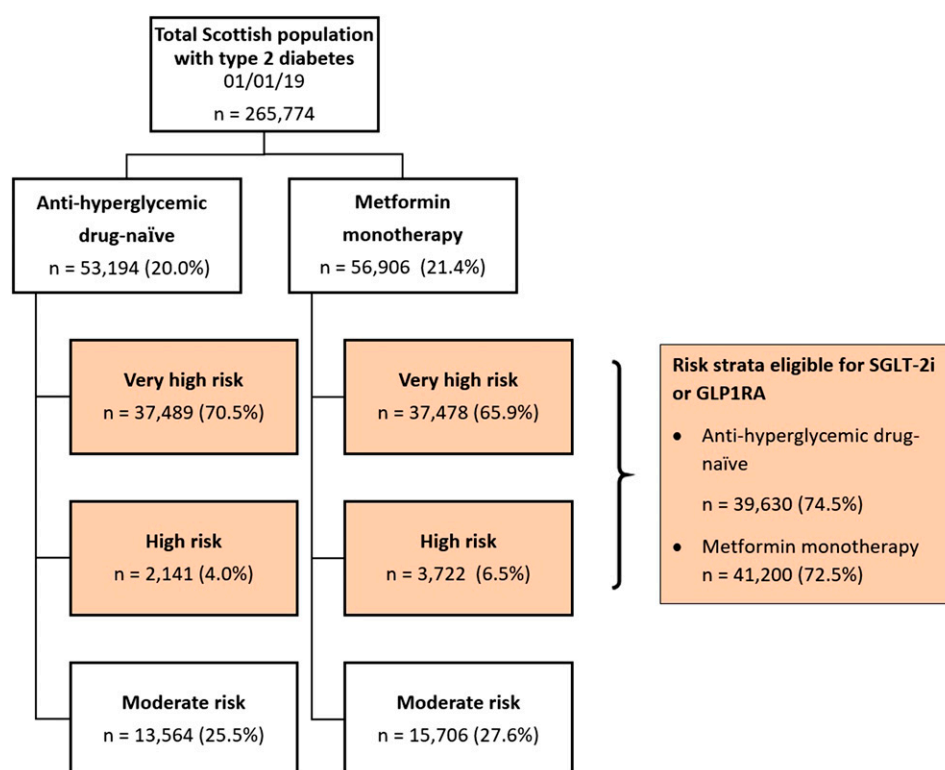 Total Scottish population
with type 2 diabetes
01/01/19
n = 265,774
Anti-hyperglycemic
drug-naïve
n = 53,194 (20.0%)
Metformin
monotherapy
n = 56,906 (21.4%)
Very high risk
n = 37,489 (70.5%)
Very high risk
n = 37,478 (65.9%)
High risk
n = 2,141 (4.0%)
High risk
n = 3,722 (6.5%)
Moderate risk
n = 13,564 (25.5%)
Moderate risk
n = 15,706 (27.6%)
Risk strata eligible for SGLT-2i
or GLP1RA
• Anti-hyperglycemic drug-
naïve
n = 39,630 (74.5%)
• Metformin monotherapy
n = 41,200 (72.5%)